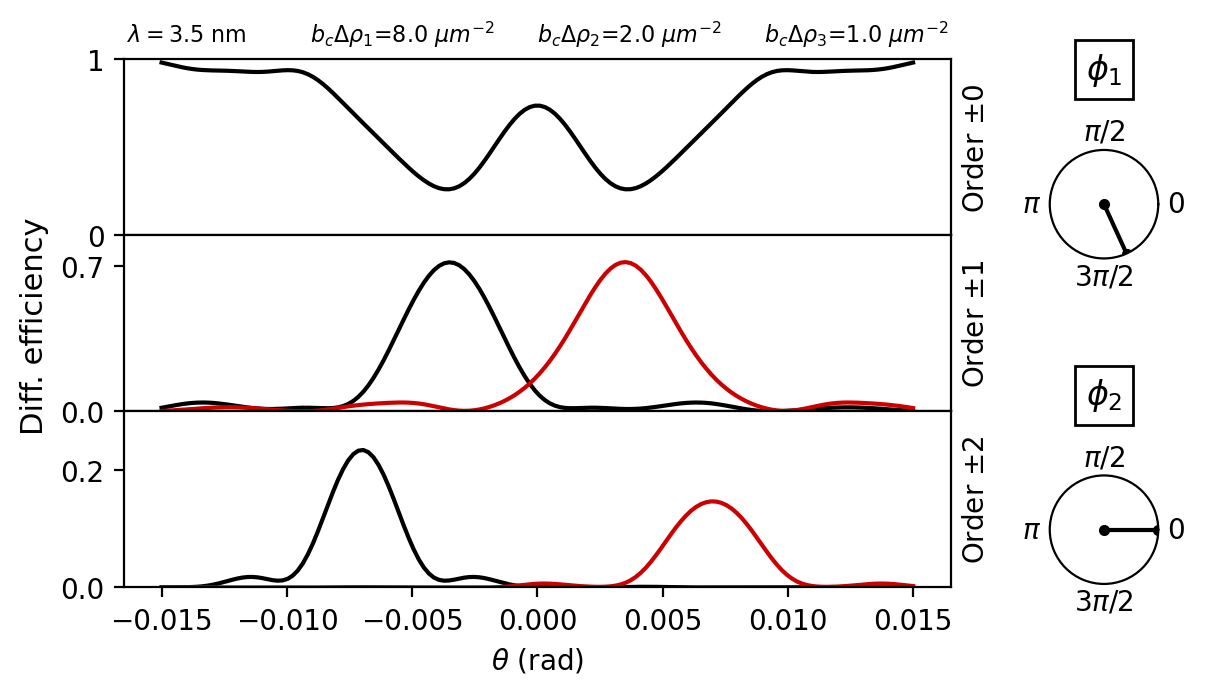 λ = 3.5 nm b_cΔρ_1=8.0 μm^{-2} b_cΔρ_2=2.0 μm^{-2} b_cΔρ_3=1.0 μm^{-2}
1
0
Order ±0
Diff. efficiency
0.7
0.0
Order ±1
0.2
0.0
Order ±2
−0.015 −0.010 −0.005 0.000 0.005 0.010 0.015
θ (rad)
ϕ_1
π/2
π 0
3π/2
ϕ_2
π/2
π 0
3π/2